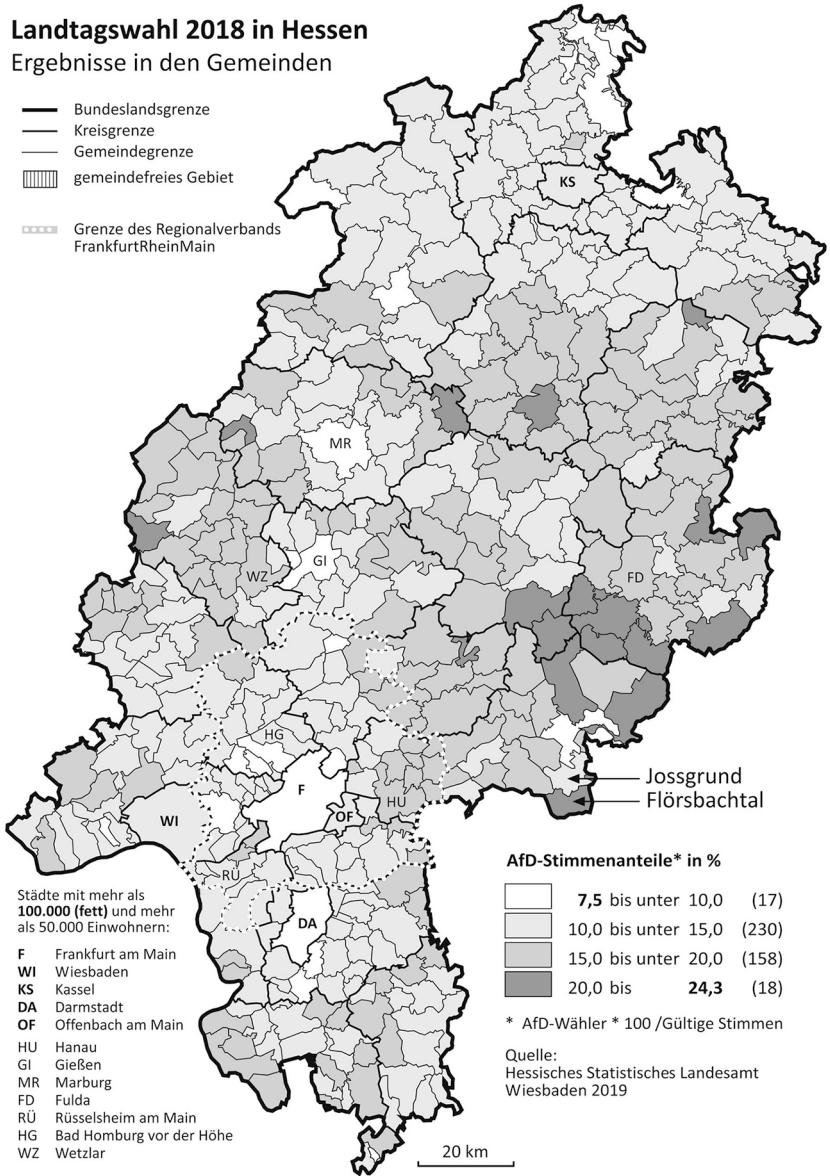 Landtagswahl 2018 in Hessen
Ergebnisse in den Gemeinden
Bundeslandsgrenze
Kreisgrenze
Gemeindegrenze
gemeindefreies Gebiet
Grenze des Regionalverbands
FrankfurtRheinMain
KS
MR
GI
WZ
FD
HG
F
HU
OF
WI
RÜ
DA
Jossgrund
Flörsbachtal
Städte mit mehr als
100.000 (fett) und mehr
als 50.000 Einwohnern:
F Frankfurt am Main
WI Wiesbaden
KS Kassel
DA Darmstadt
OF Offenbach am Main
HU Hanau
GI Gießen
MR Marburg
FD Fulda
RÜ Rüsselsheim am Main
HG Bad Homburg vor der Höhe
WZ Wetzlar
AfD-Stimmenanteile* in %
7,5 bis unter 10,0 (17)
10,0 bis unter 15,0 (230)
15,0 bis unter 20,0 (158)
20,0 bis 24,3 (18)
* AfD-Wähler * 100 /Gültige Stimmen
Quelle:
Hessisches Statistisches Landesamt
Wiesbaden 2019
20 km